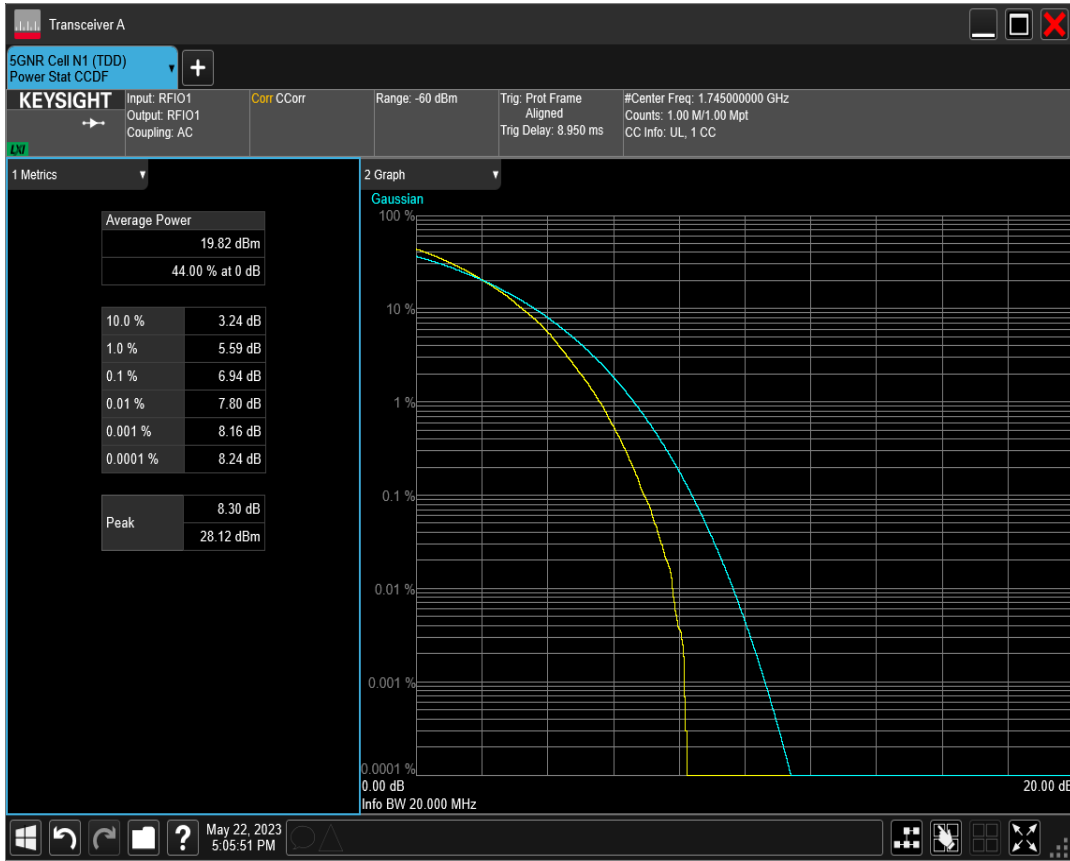 Transceiver A
5GNR Cell N1 (TDD)
Power Stat CCDF
+
KEYSIGHT
LXI
Input: RFIO1
Output: RFIO1
Coupling: AC
Corr CCorr
Range: -60 dBm
Trig: Prot Frame
Aligned
Trig Delay: 8.950 ms
#Center Freq: 1.745000000 GHz
Counts: 1.00 M/1.00 Mpt
CC Info: UL, 1 CC
1 Metrics
Average Power
19.82 dBm
44.00 % at 0 dB
10.0 % 3.24 dB
1.0 % 5.59 dB
0.1 % 6.94 dB
0.01 % 7.80 dB
0.001 % 8.16 dB
0.0001 % 8.24 dB
Peak
8.30 dB
28.12 dBm
2 Graph
Gaussian
100 %
10 %
1 %
0.1 %
0.01 %
0.001 %
0.0001 %
0.00 dB 20.00 dB
Info BW 20.000 MHz
?
May 22, 2023
5:05:51 PM